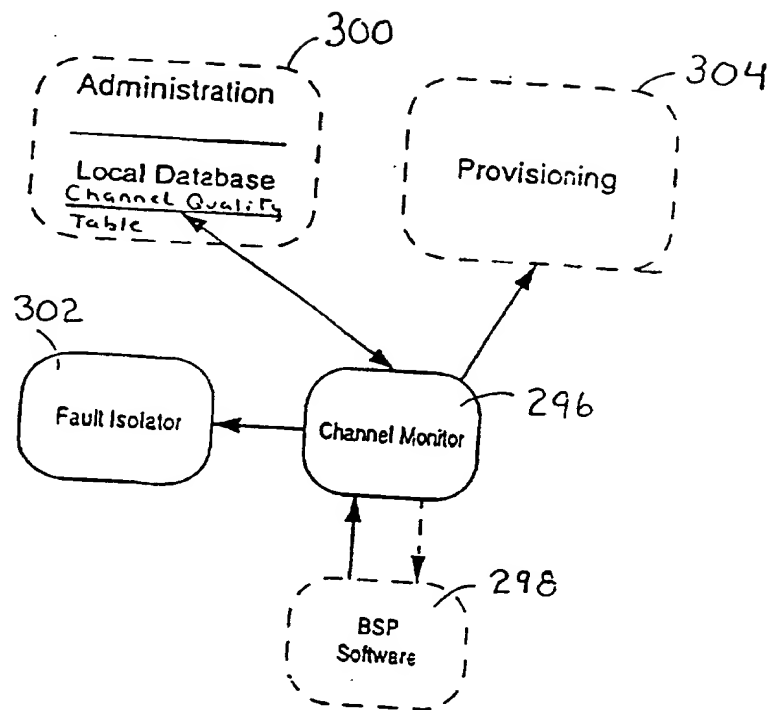 300
304
Administration
Local Database
Channel Quality
Table
Provisioning
302
Fault Isolator
Channel Monitor
296
298
BSP
Software